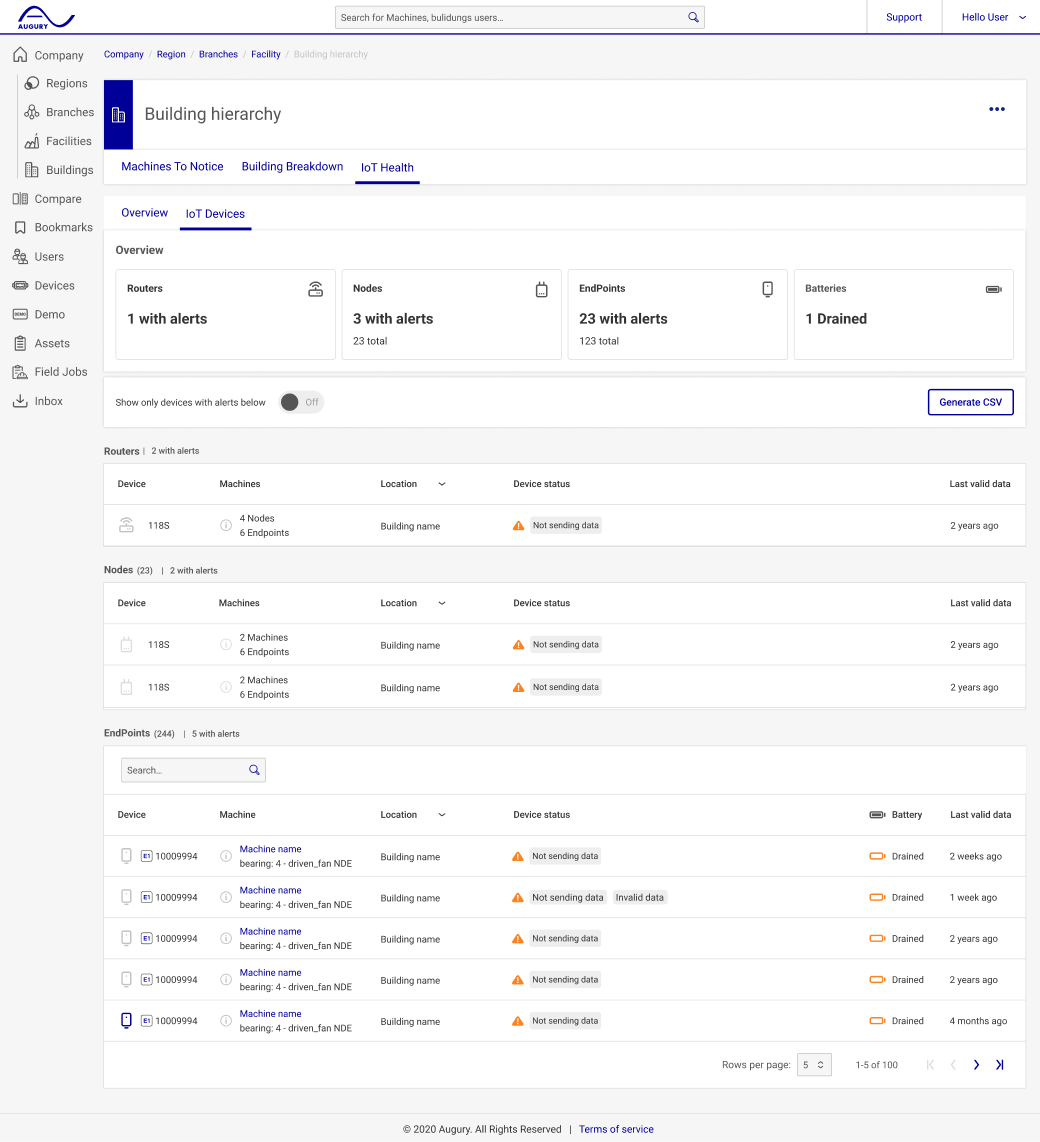 AUGURY
Search for Machines, bulidungs users...
Support
Hello User
Company
Regions
Branches
Facilities
Buildings
Compare
Bookmarks
Users
Devices
DEMO Demo
Assets
Field Jobs
Inbox
Company / Region / Branches / Facility / Building hierarchy
Building hierarchy
Machines To Notice Building Breakdown IoT Health
Overview IoT Devices
Overview
Routers
1 with alerts
Nodes
3 with alerts
23 total
EndPoints
23 with alerts
123 total
Batteries
1 Drained
Show only devices with alerts below Off
Generate CSV
Routers | 2 with alerts
Device Machines Location Device status Last valid data
118S 4 Nodes
6 Endpoints Building name Not sending data 2 years ago
Nodes (23) | 2 with alerts
Device Machines Location Device status Last valid data
118S 2 Machines
6 Endpoints Building name Not sending data 2 years ago
118S 2 Machines
6 Endpoints Building name Not sending data 2 years ago
EndPoints (244) | 5 with alerts
Search...
Device Machine Location Device status Battery Last valid data
E1 10009994 Machine name
bearing: 4 - driven_fan NDE Building name Not sending data Drained 2 weeks ago
E1 10009994 Machine name
bearing: 4 - driven_fan NDE Building name Not sending data Invalid data Drained 1 week ago
E1 10009994 Machine name
bearing: 4 - driven_fan NDE Building name Not sending data Drained 2 years ago
E1 10009994 Machine name
bearing: 4 - driven_fan NDE Building name Not sending data Drained 2 years ago
E1 10009994 Machine name
bearing: 4 - driven_fan NDE Building name Not sending data Drained 4 months ago
Rows per page: 5 1-5 of 100
© 2020 Augury. All Rights Reserved | Terms of service